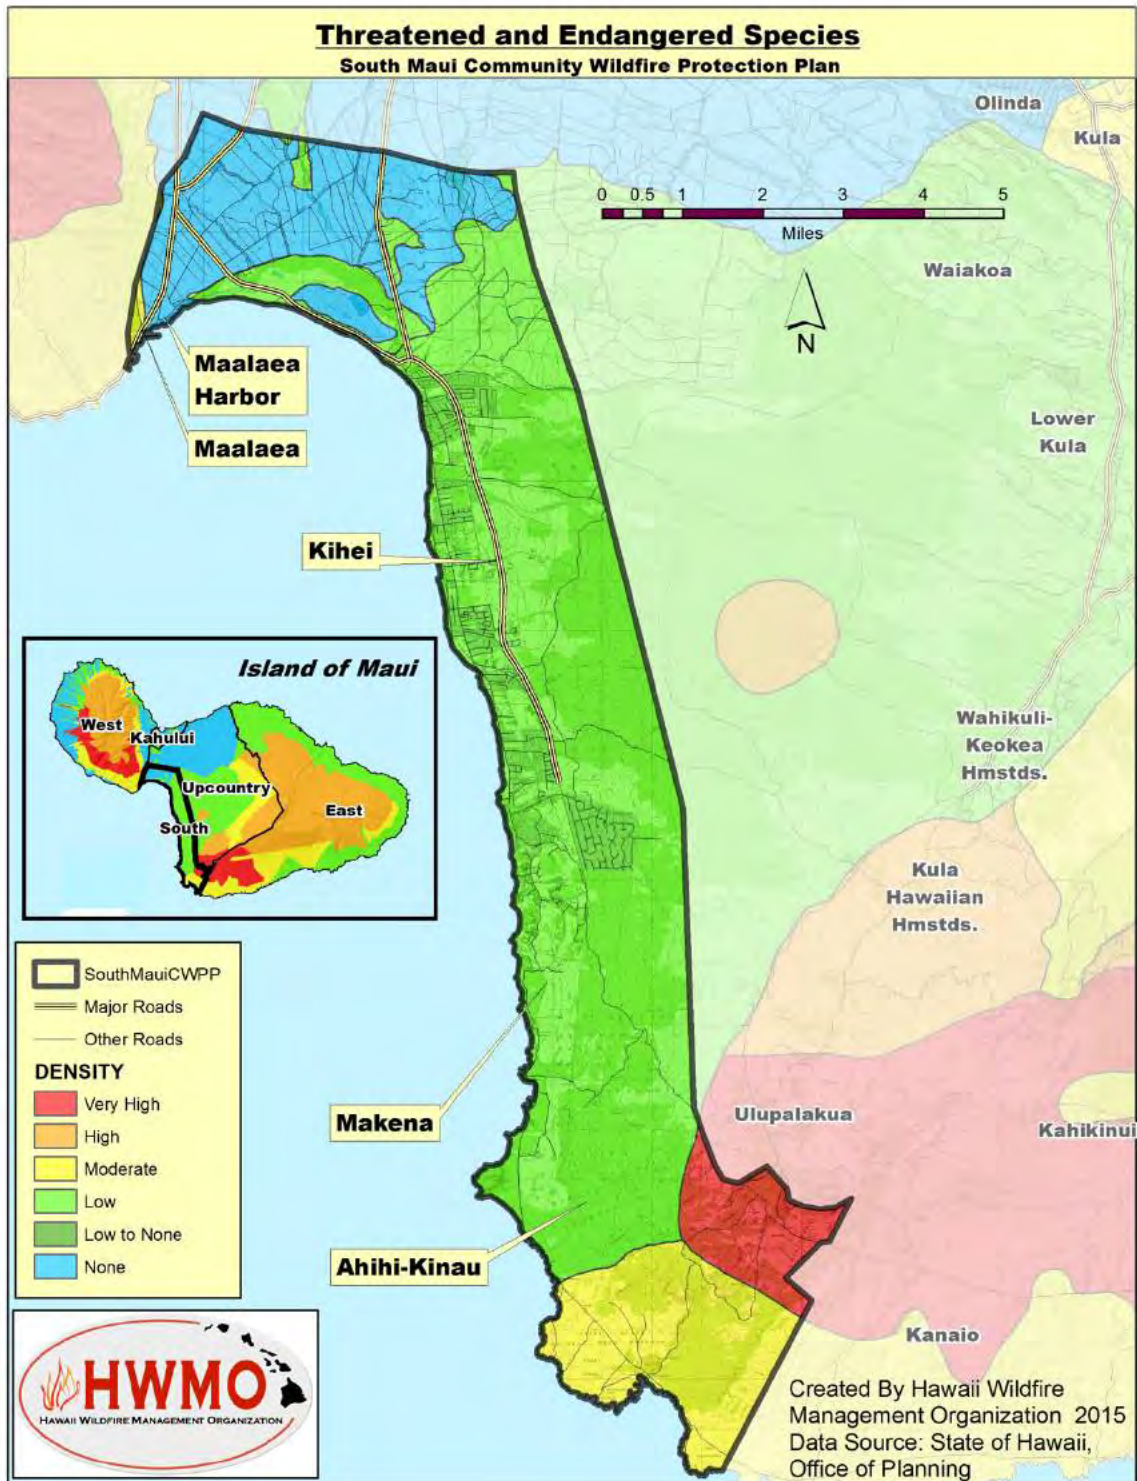 Threatened and Endangered Species
South Maui Community Wildfire Protection Plan
Olinda
Kula
0 0.5 1 2 3 4 5
Miles
Waiakoa
N
Maalaea
Harbor
Maalaea
Lower
Kula
Kihei
Island of Maui
West
Kahului
Upcountry
East
South
Wahikuli-
Keokea
Hmstds.
Kula
Hawaiian
Hmstds.
SouthMauiCWPP
Major Roads
Other Roads
DENSITY
Very High
High
Moderate
Low
Low to None
None
Makena
Ulupalakua
Kahikinui
Ahihi-Kinau
Kanaio
HWMO
HAWAII WILDFIRE MANAGEMENT ORGANIZATION
Created By Hawaii Wildfire
Management Organization 2015
Data Source: State of Hawaii,
Office of Planning